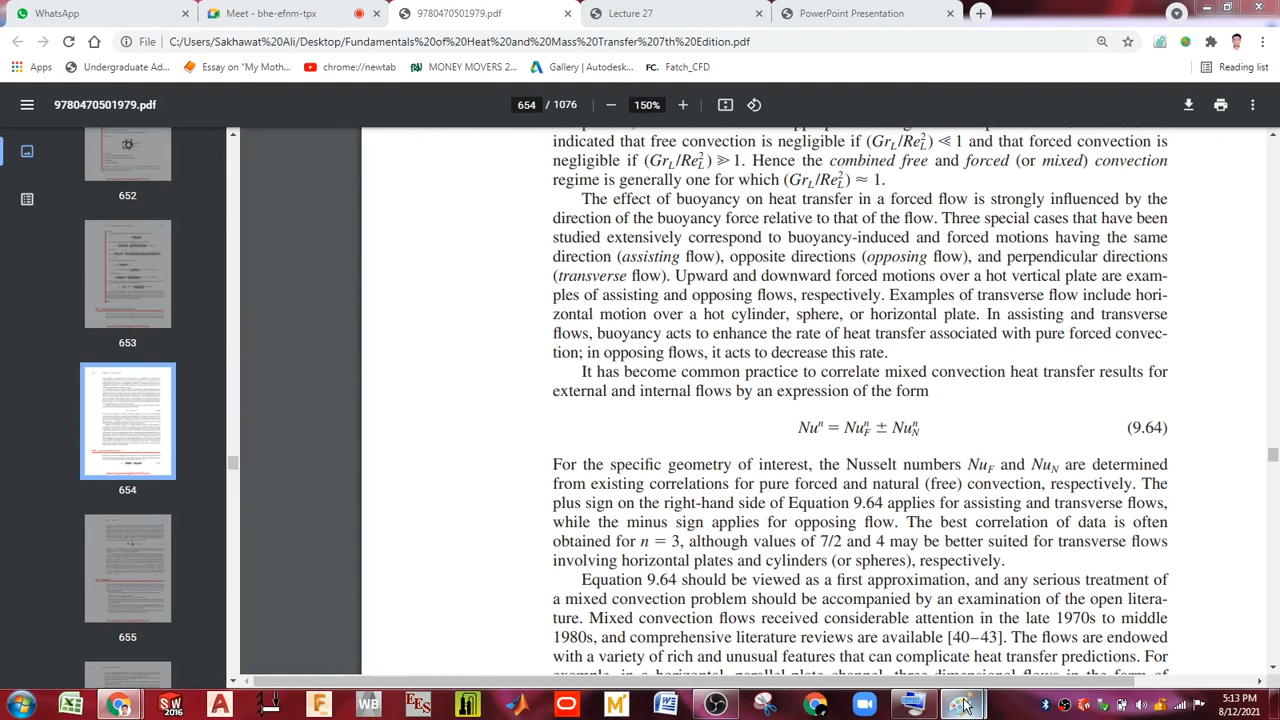 WhatsApp
Meet - bhe-efnm-tpx
9780470501979.pdf
Lecture 27
PowerPoint Presentation
File C:/Users/Sakhawat%20Ali/Desktop/Fundamentals%20of%20Heat%20and%20Mass%20Transfer%207th%20Edition.pdf
Apps Undergraduate Ad... Essay on "My Moth... chrome://newtab MONEY MOVERS 2... Gallery | Autodesk... FC. Fatch_CFD Reading list
9780470501979.pdf 654 / 1076 150%
indicated that free convection is negligible if (Gr_L/Re_L^2) ≪ 1 and that forced convection is
negligible if (Gr_L/Re_L^2) ≫ 1. Hence the combined free and forced (or mixed) convection
regime is generally one for which (Gr_L/Re_L^2) ≈ 1.
The effect of buoyancy on heat transfer in a forced flow is strongly influenced by the
direction of the buoyancy force relative to that of the flow. Three special cases that have been
studied extensively correspond to buoyancy-induced and forced motions having the same
direction (assisting flow), opposite directions (opposing flow), and perpendicular directions
(transverse flow). Upward and downward forced motions over a hot vertical plate are exam-
ples of assisting and opposing flows, respectively. Examples of transverse flow include hori-
zontal motion over a hot cylinder, sphere, or horizontal plate. In assisting and transverse
flows, buoyancy acts to enhance the rate of heat transfer associated with pure forced convec-
tion; in opposing flows, it acts to decrease this rate.
It has become common practice to correlate mixed convection heat transfer results for
external and internal flows by an expression of the form
Nu^n = Nu_F^n ± Nu_N^n (9.64)
For the specific geometry of interest, the Nusselt numbers Nu_F and Nu_N are determined
from existing correlations for pure forced and natural (free) convection, respectively. The
plus sign on the right-hand side of Equation 9.64 applies for assisting and transverse flows,
while the minus sign applies for opposing flow. The best correlation of data is often
obtained for n = 3, although values of 7/2 and 4 may be better suited for transverse flows
involving horizontal plates and cylinders (or spheres), respectively.
Equation 9.64 should be viewed as a first approximation, and any serious treatment of
a mixed convection problem should be accompanied by an examination of the open litera-
ture. Mixed convection flows received considerable attention in the late 1970s to middle
1980s, and comprehensive literature reviews are available [40–43]. The flows are endowed
with a variety of rich and unusual features that can complicate heat transfer predictions. For
652
653
654
655
2016
WB
EES
5:13 PM
8/12/2021